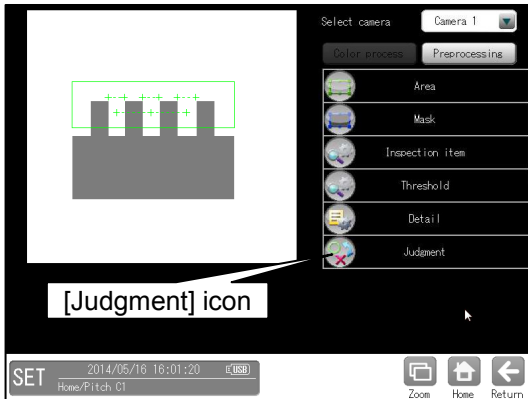 Select camera
Camera 1
Color process
Preprocessing
Area
Mask
Inspection item
Threshold
Detail
Judgment
[Judgment] icon
SET
2014/05/16 16:01:20
USB
Home/Pitch C1
Zoom
Home
Return